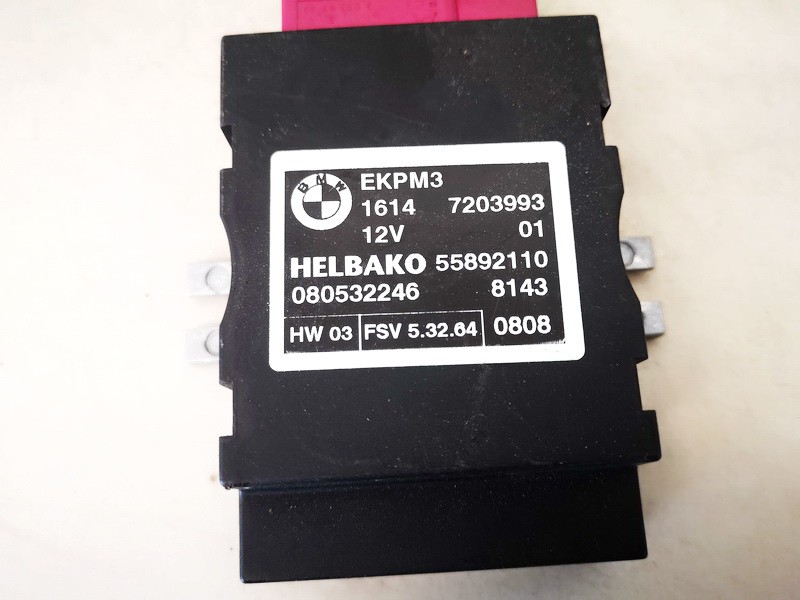 BMW EKPM3
1614 7203993
12V 01
HELBAKO 55892110
080532246 8143
HW 03 FSV 5.32.64 0808